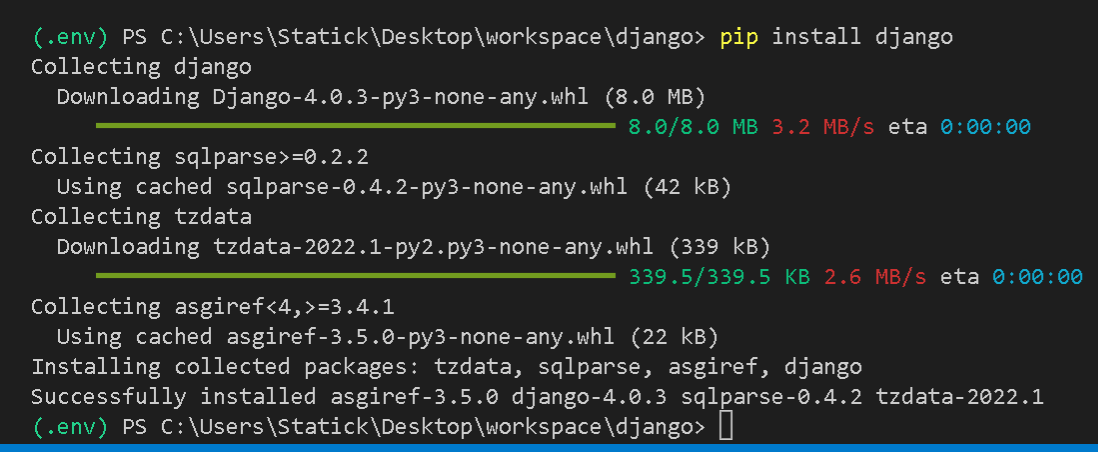 (.env) PS C:\Users\Statick\Desktop\workspace\django> pip install django
Collecting django
  Downloading Django-4.0.3-py3-none-any.whl (8.0 MB)
     8.0/8.0 MB 3.2 MB/s eta 0:00:00
Collecting sqlparse>=0.2.2
  Using cached sqlparse-0.4.2-py3-none-any.whl (42 kB)
Collecting tzdata
  Downloading tzdata-2022.1-py2.py3-none-any.whl (339 kB)
     339.5/339.5 KB 2.6 MB/s eta 0:00:00
Collecting asgiref<4,>=3.4.1
  Using cached asgiref-3.5.0-py3-none-any.whl (22 kB)
Installing collected packages: tzdata, sqlparse, asgiref, django
Successfully installed asgiref-3.5.0 django-4.0.3 sqlparse-0.4.2 tzdata-2022.1
(.env) PS C:\Users\Statick\Desktop\workspace\django>